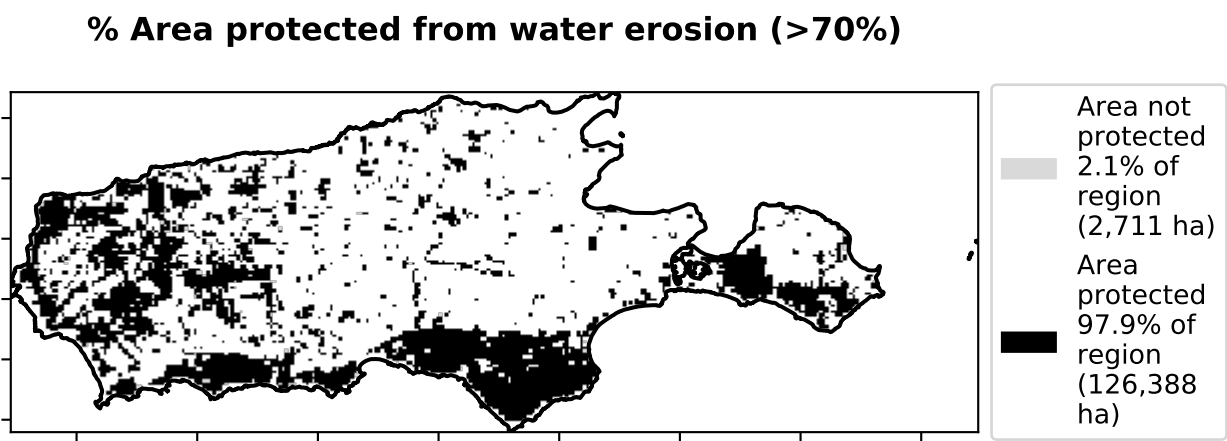 % Area protected from water erosion (>70%)
Area not
protected
2.1% of
region
(2,711 ha)
Area
protected
97.9% of
region
(126,388
ha)